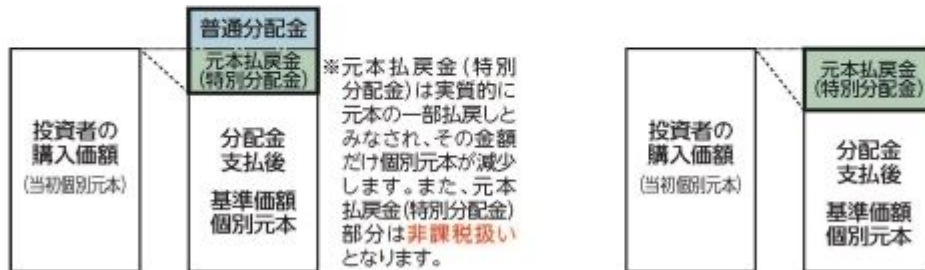 普通分配金
元本払戻金
(特別分配金)
投資者の
購入価額
(当初個別元本)
分配金
支払後
基準価額
個別元本
※元本払戻金(特別
分配金)は実質的に
元本の一部払戻しと
みなされ、その金額
だけ個別元本が減少
します。また、元本
払戻金(特別分配金)
部分は非課税扱い
となります。
元本払戻金
(特別分配金)
投資者の
購入価額
(当初個別元本)
分配金
支払後
基準価額
個別元本